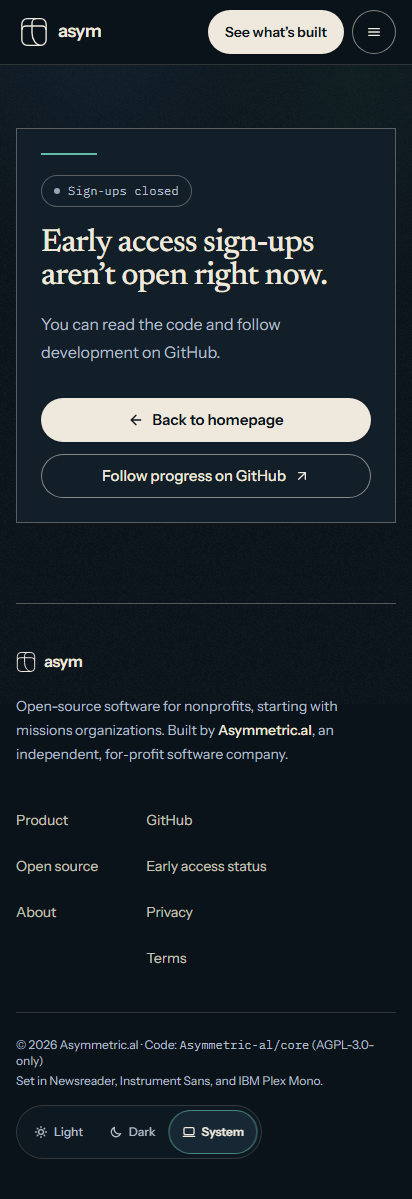 asym
See what's built
Sign-ups closed
Early access sign-ups
aren't open right now.
You can read the code and follow
development on GitHub.
Back to homepage
Follow progress on GitHub
asym
Open-source software for nonprofits, starting with
missions organizations. Built by Asymmetric.al, an
independent, for-profit software company.
Product
Open source
About
GitHub
Early access status
Privacy
Terms
© 2026 Asymmetric.al · Code: Asymmetric-al/core (AGPL-3.0-
only)
Set in Newsreader, Instrument Sans, and IBM Plex Mono.
Light
Dark
System